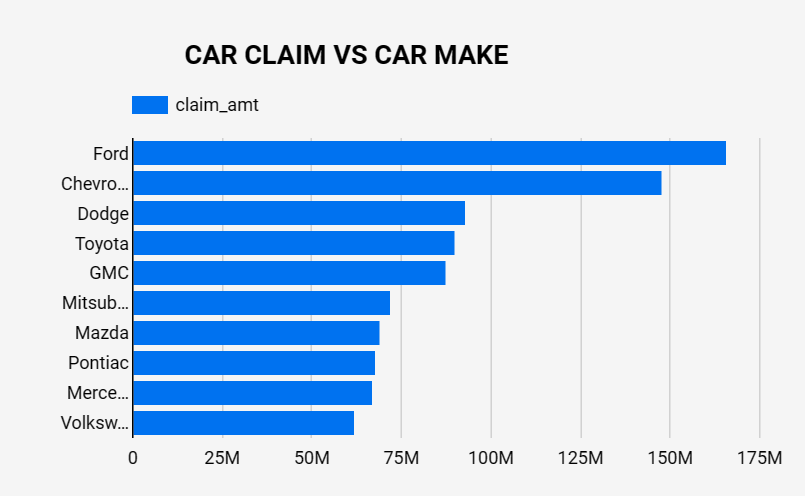 CAR CLAIM VS CAR MAKE
claim_amt
Ford
Chevro...
Dodge
Toyota
GMC
Mitsub...
Mazda
Pontiac
Merce...
Volksw...
0 25M 50M 75M 100M 125M 150M 175M